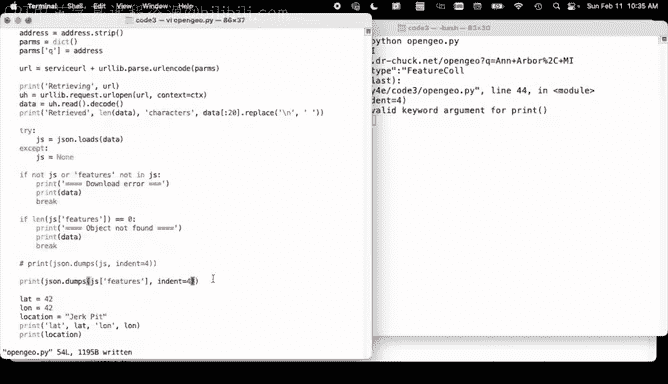 Terminal Shell Edit View Window Help
Sun Feb 11 10:35 AM
code3 — vi opengeo.py — 86×37
address = address.strip()
parms = dict()
parms['q'] = address
url = serviceurl + urllib.parse.urlencode(parms)
print('Retrieving', url)
uh = urllib.request.urlopen(url, context=ctx)
data = uh.read().decode()
print('Retrieved', len(data), 'characters', data[:20].replace('\n', ' '))
try:
js = json.loads(data)
except:
js = None
if not js or 'features' not in js:
print('==== Download error ===')
print(data)
break
if len(js['features']) == 0:
print('==== Object not found ====')
print(data)
break
# print(json.dumps(js, indent=4))
print(json.dumps(js['features'], indent=4))
lat = 42
lon = 42
location = "Jerk Pit"
print('lat', lat, 'lon', lon)
print(location)
"opengeo.py" 54L, 1195B written
code3 — -bash — 83×30
python opengeo.py
I
.dr-chuck.net/opengeo?q=Ann+Arbor%2C+MI
type":"FeatureColl
last):
y4e/code3/opengeo.py", line 44, in <module>
ndent=4)
valid keyword argument for print()